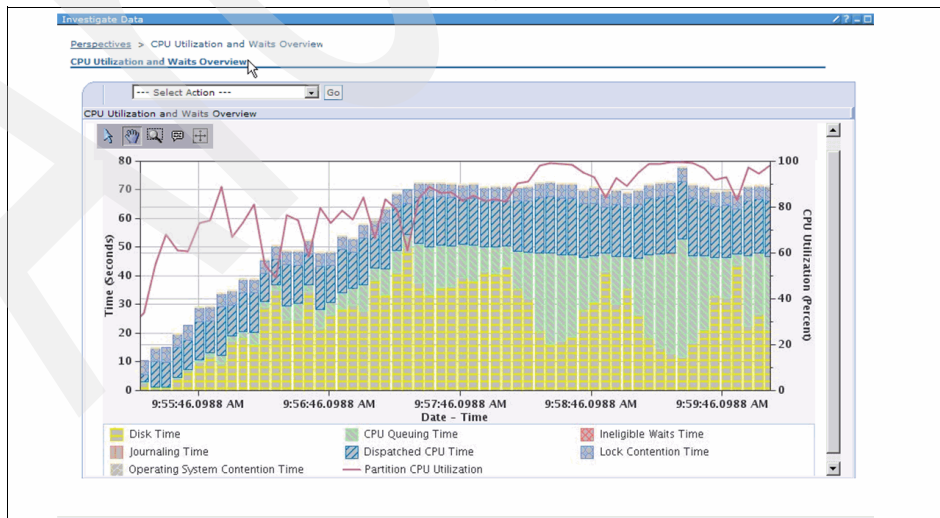 Investigate Data
Perspectives > CPU Utilization and Waits Overview
CPU Utilization and Waits Overview
--- Select Action --- Go
CPU Utilization and Waits Overview
80
70
60
50
40
30
20
10
0
Time (Seconds)
100
80
60
40
20
0
CPU Utilization (Percent)
9:55:46.0988 AM 9:56:46.0988 AM 9:57:46.0988 AM 9:58:46.0988 AM 9:59:46.0988 AM
Date - Time
Disk Time CPU Queuing Time Ineligible Waits Time
Journaling Time Dispatched CPU Time Lock Contention Time
Operating System Contention Time Partition CPU Utilization